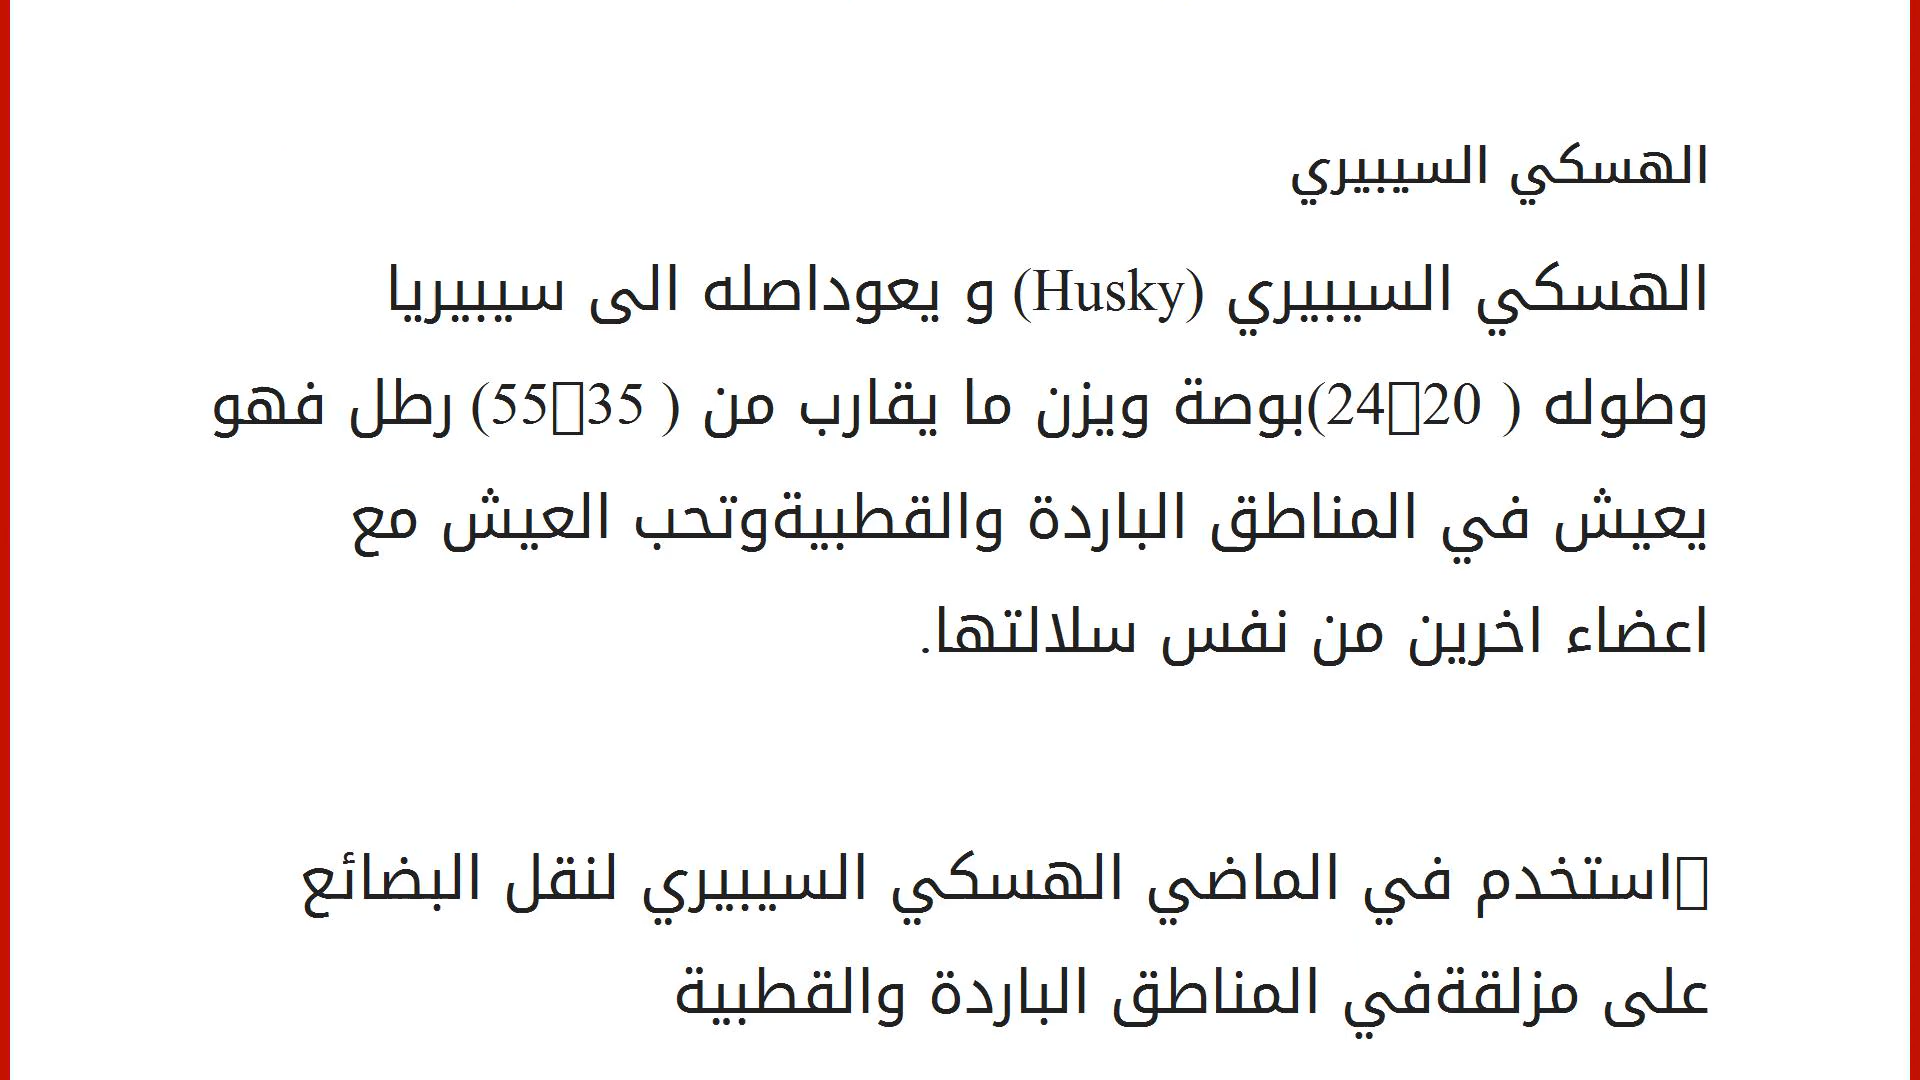 الهسكي السيبيري
الهسكي السيبيري (Husky) و يعوداصله الى سيبيريا
وطوله ( 20▯24)بوصة ويزن ما يقارب من ( 35▯55) رطل فهو
يعيش في المناطق الباردة والقطبيةوتحب العيش مع
اعضاء اخرين من نفس سلالتها.
▯استخدم في الماضي الهسكي السيبيري لنقل البضائع
على مزلقةفي المناطق الباردة والقطبية